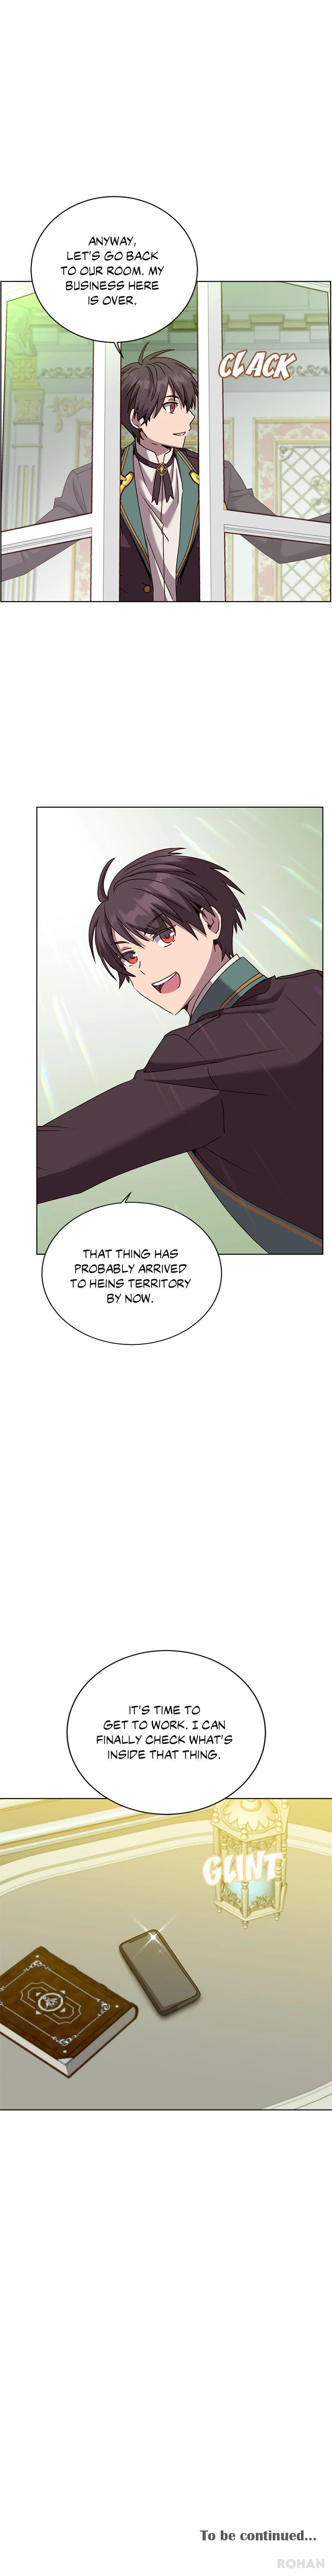 ANYWAY,
LET'S GO BACK
TO OUR ROOM. MY
BUSINESS HERE
IS OVER.
CLACK
THAT THING HAS
PROBABLY ARRIVED
TO HEINS TERRITORY
BY NOW.
IT'S TIME TO
GET TO WORK. I CAN
FINALLY CHECK WHAT'S
INSIDE THAT THING.
GLINT
To be continued...
ROHAN